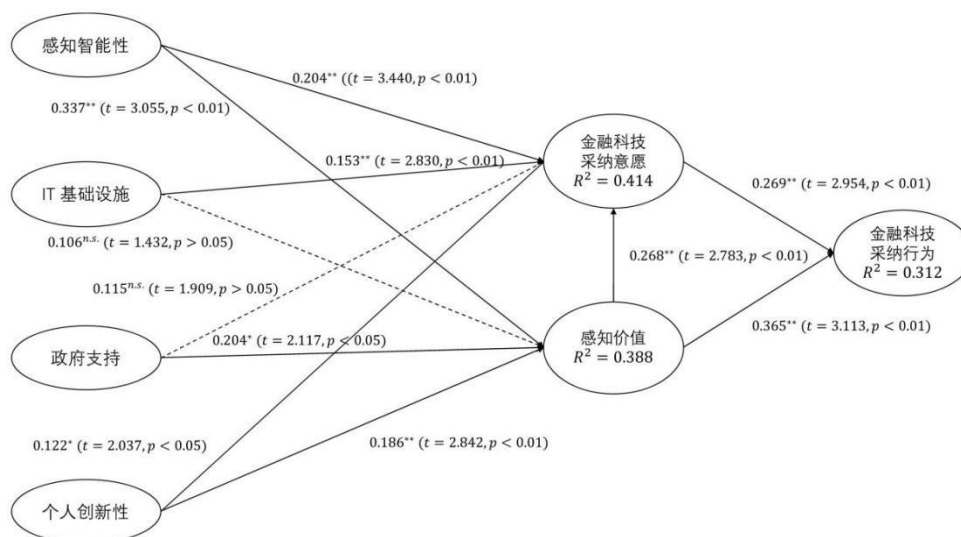 感知智能性
0.204** ((t = 3.440, p < 0.01)
0.337** (t = 3.055, p < 0.01)
金融科技
采纳意愿
R² = 0.414
0.153** (t = 2.830, p < 0.01)
IT 基础设施
0.269** (t = 2.954, p < 0.01)
0.106n.s. (t = 1.432, p > 0.05)
0.268** (t = 2.783, p < 0.01)
金融科技
采纳行为
R² = 0.312
0.115n.s. (t = 1.909, p > 0.05)
政府支持
0.204* (t = 2.117, p < 0.05)
感知价值
R² = 0.388
0.365** (t = 3.113, p < 0.01)
0.122* (t = 2.037, p < 0.05)
0.186** (t = 2.842, p < 0.01)
个人创新性